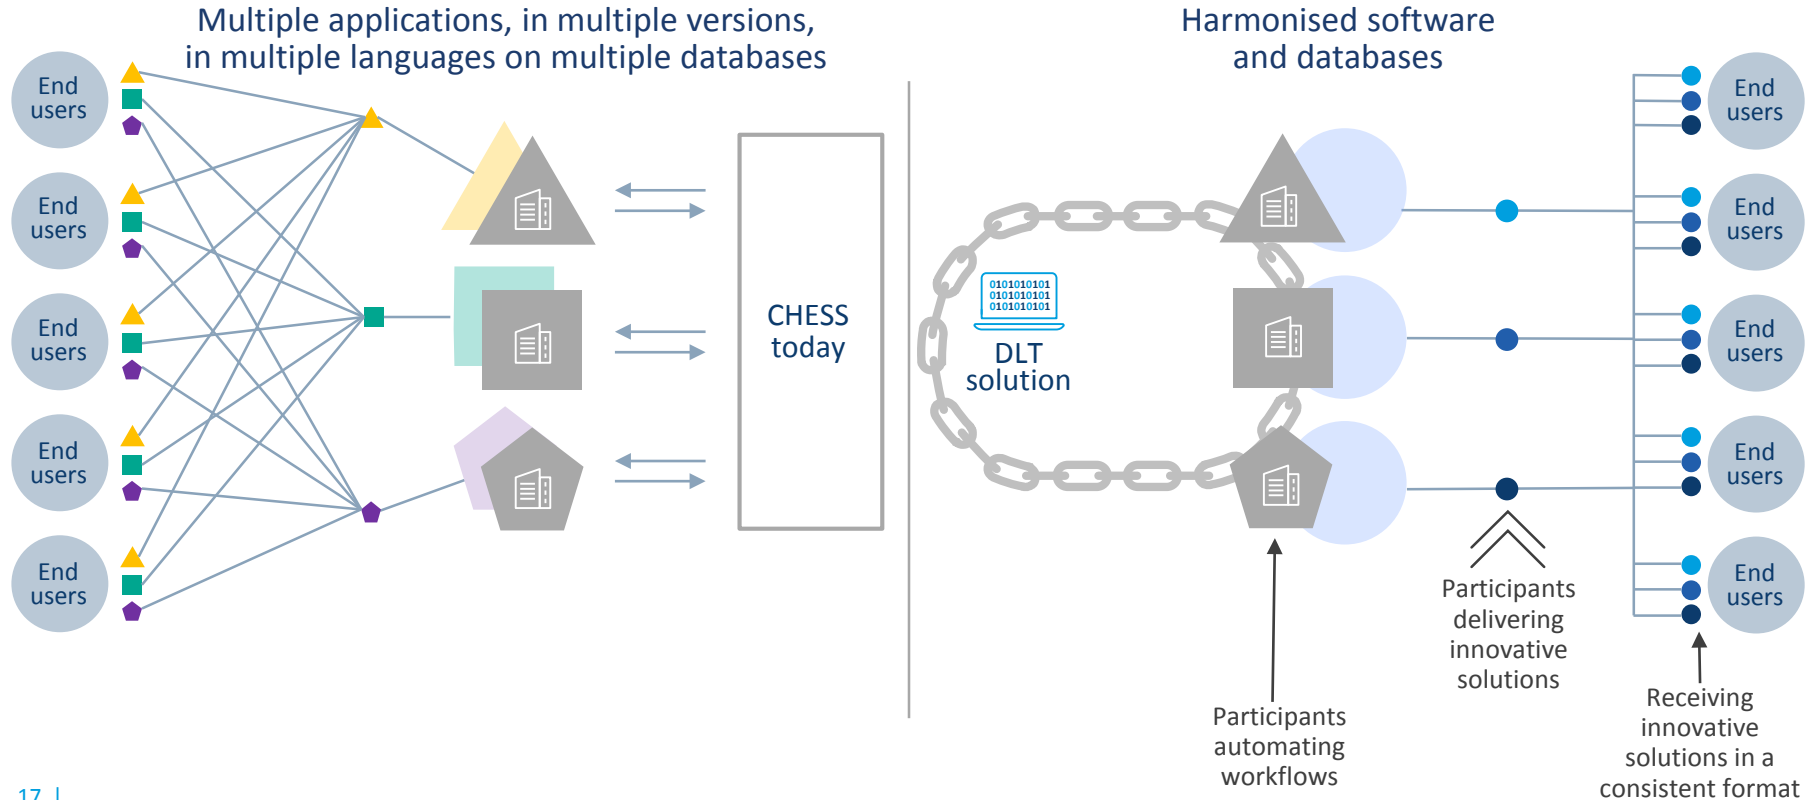 Multiple applications, in multiple versions,
in multiple languages on multiple databases
End
users
End
users
End
users
End
users
End
users
CHESS
today
Harmonised software
and databases
0101010101
0101010101
0101010101
DLT
solution
End
users
End
users
End
users
End
users
End
users
Participants
automating
workflows
Participants
delivering
innovative
solutions
Receiving
innovative
solutions in a
consistent format
17 |